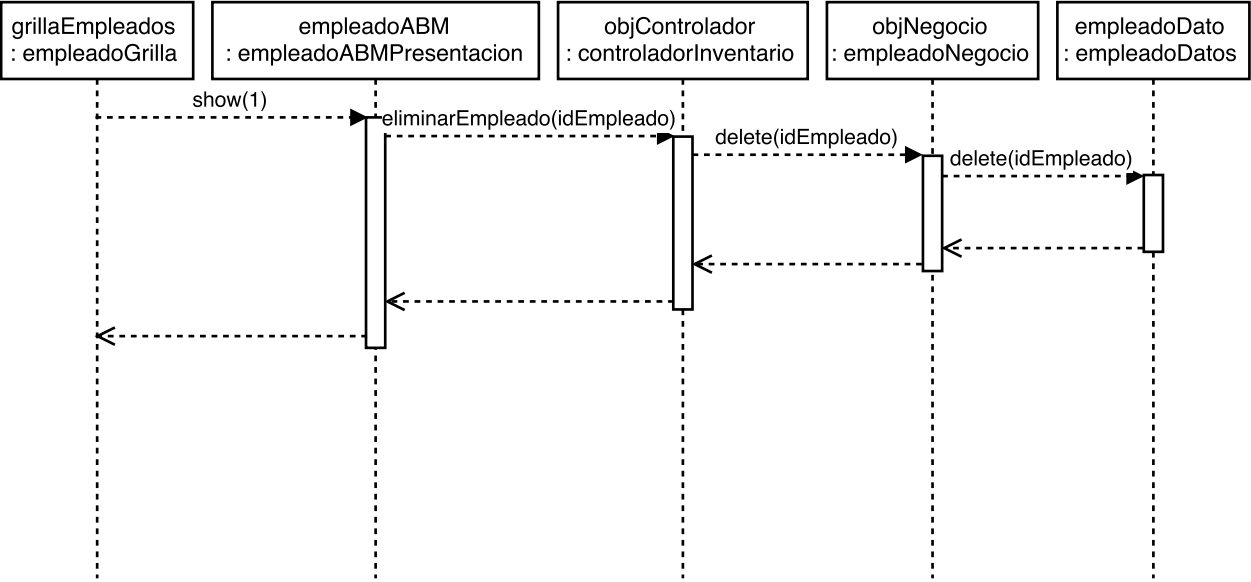 grillaEmpleados
: empleadoGrilla
empleadoABM
: empleadoABMPresentacion
objControlador
: controladorInventario
objNegocio
: empleadoNegocio
empleadoDato
: empleadoDatos
show(1)
eliminarEmpleado(idEmpleado)
delete(idEmpleado)
delete(idEmpleado)